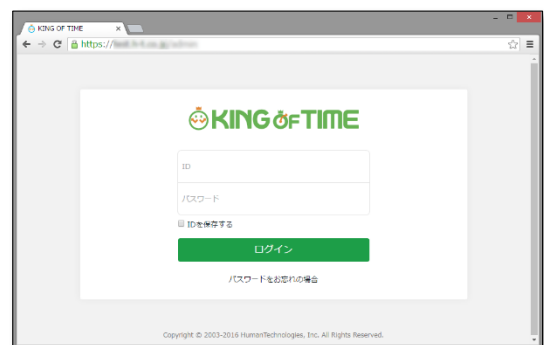 KING OF TIME
https://
KING OF TIME
ID
パスワード
IDを保存する
ログイン
パスワードをお忘れの場合
Copyright © 2003-2016 HumanTechnologies, Inc. All Rights Reserved.